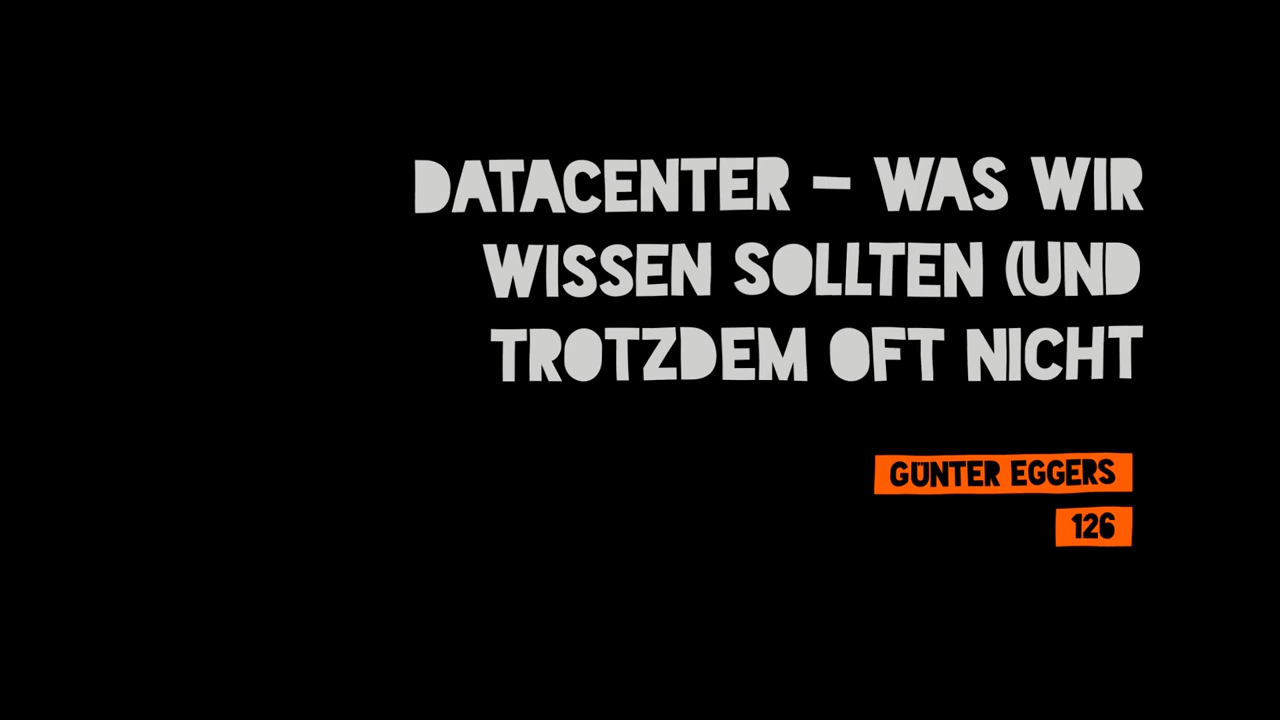 DATACENTER – WAS WIR
WISSEN SOLLTEN (UND
TROTZDEM OFT NICHT
GÜNTER EGGERS
126